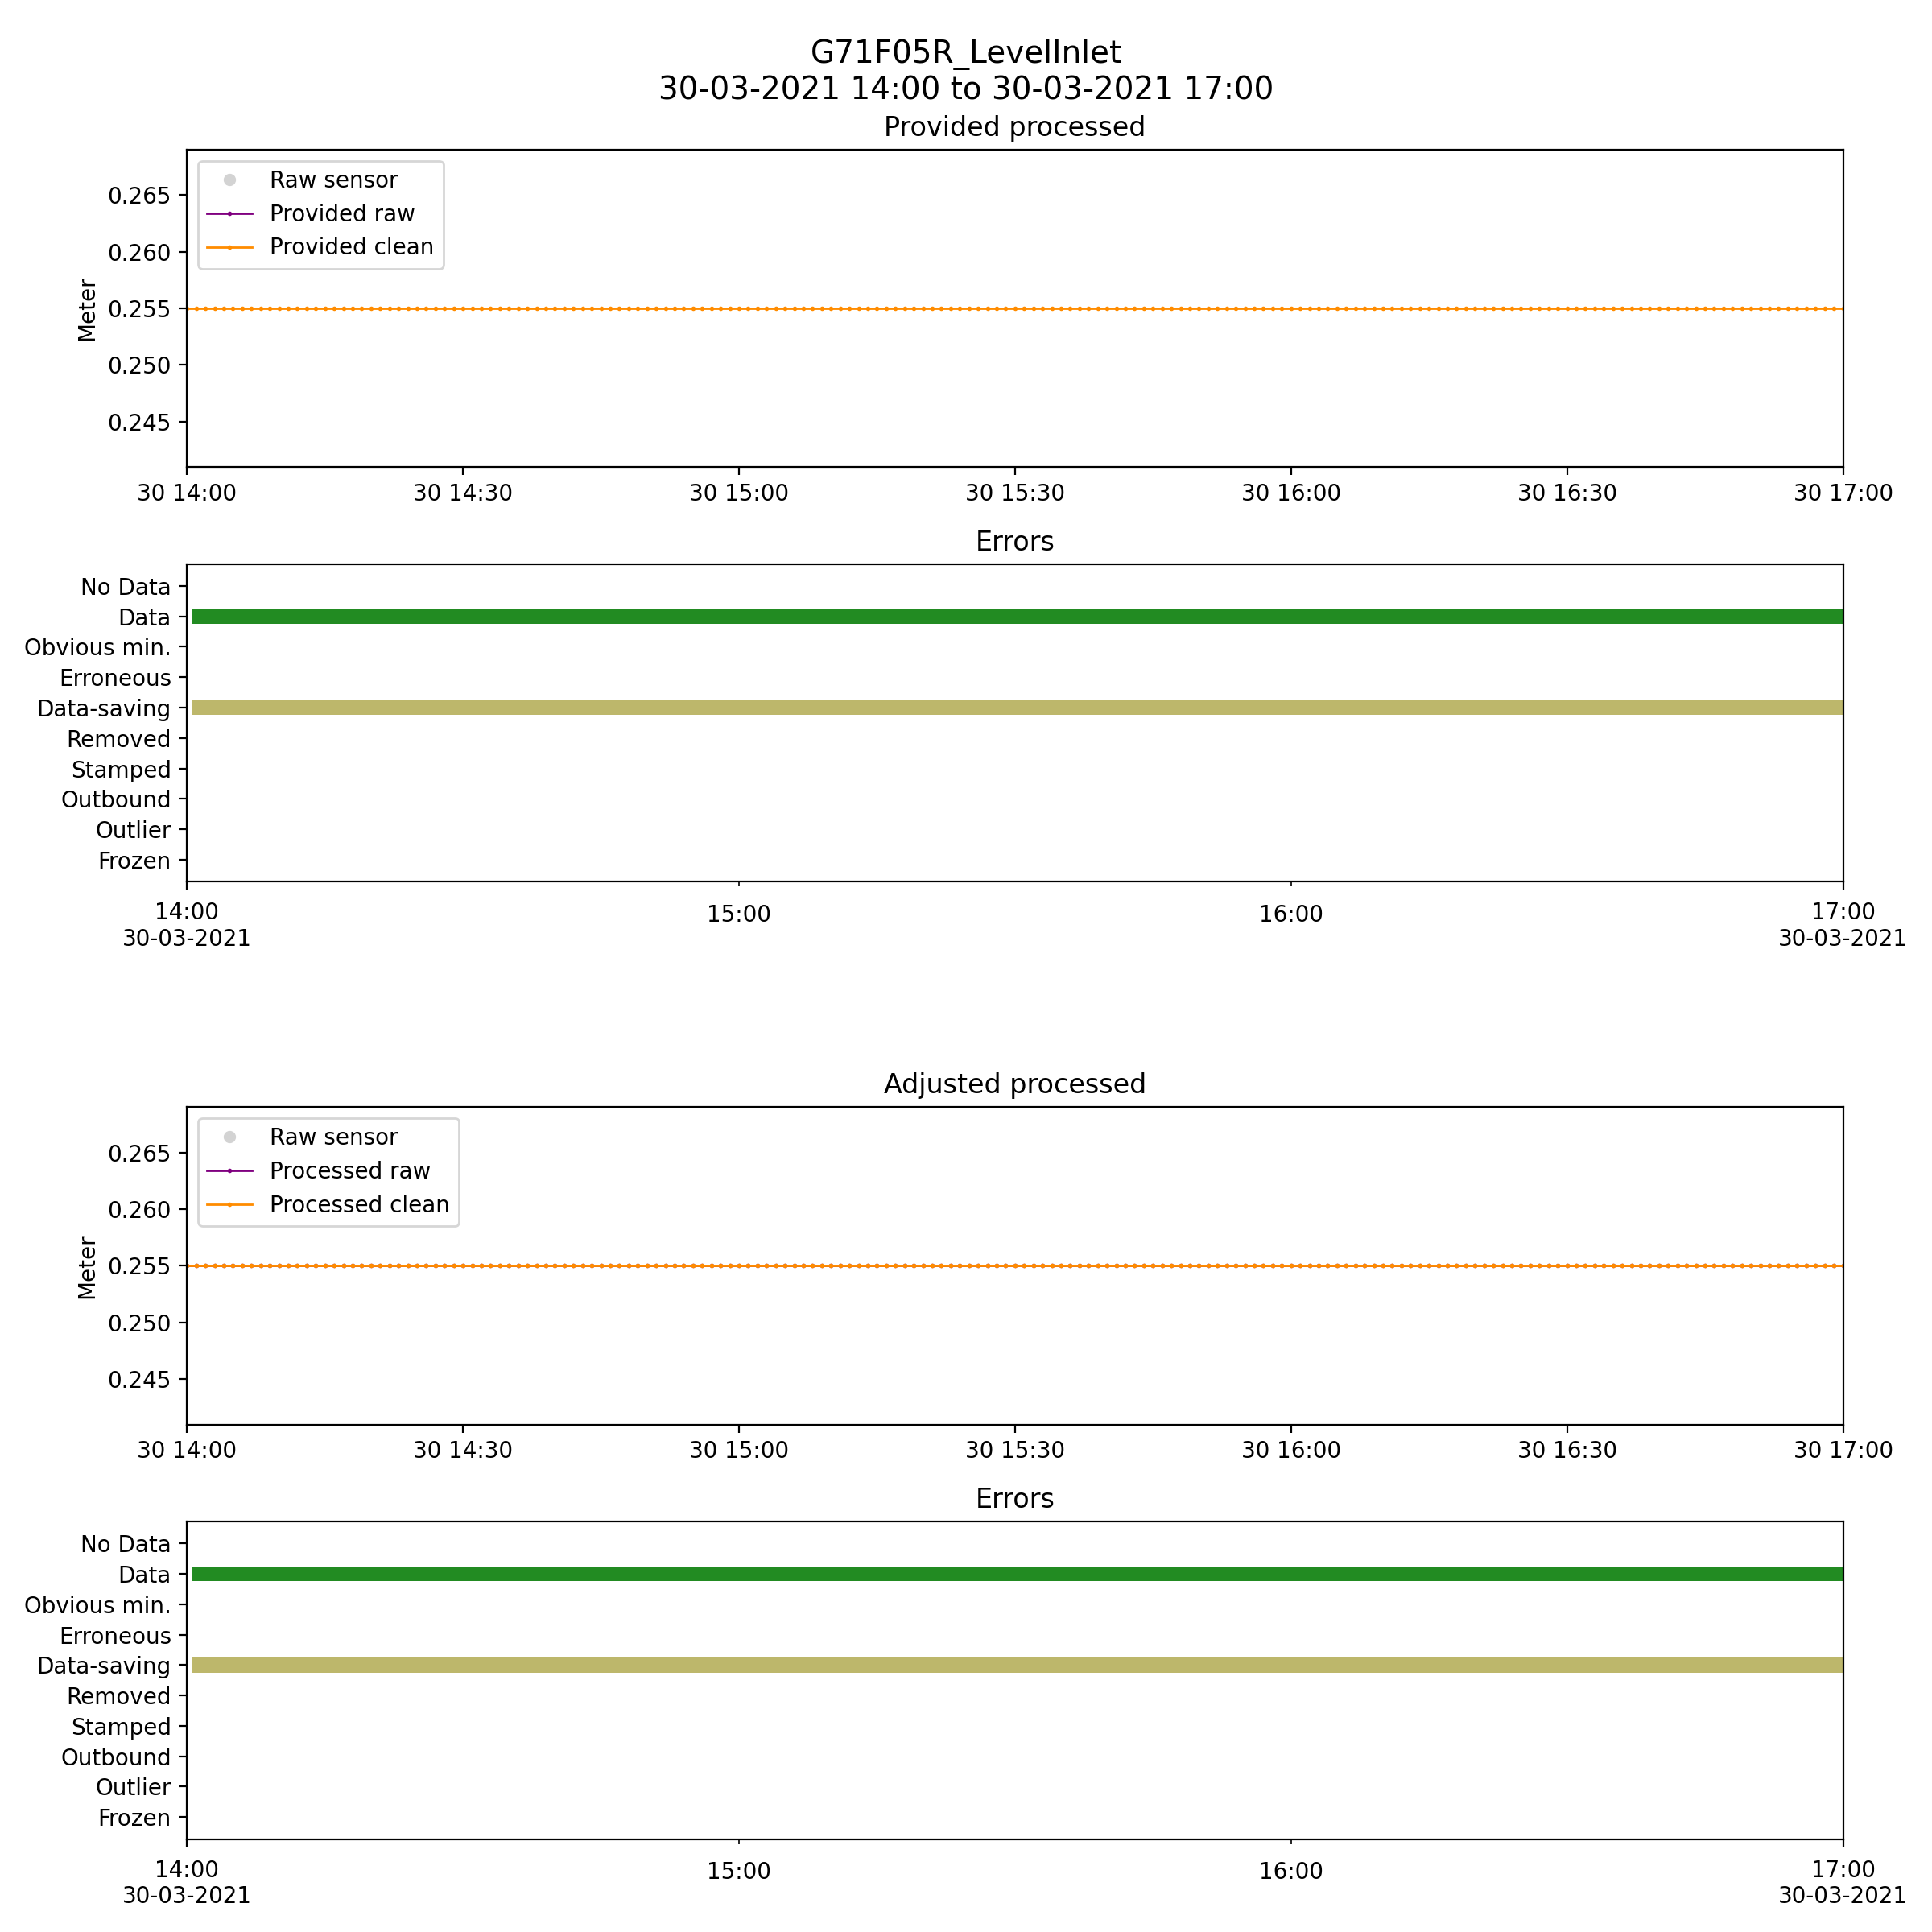 G71F05R_LevelInlet
30-03-2021 14:00 to 30-03-2021 17:00
Provided processed
Raw sensor
Provided raw
Provided clean
Meter
0.265
0.260
0.255
0.250
0.245
30 14:00 30 14:30 30 15:00 30 15:30 30 16:00 30 16:30 30 17:00
Errors
No Data
Data
Obvious min.
Erroneous
Data-saving
Removed
Stamped
Outbound
Outlier
Frozen
14:00 15:00 16:00 17:00
30-03-2021 30-03-2021
Adjusted processed
Raw sensor
Processed raw
Processed clean
Meter
0.265
0.260
0.255
0.250
0.245
30 14:00 30 14:30 30 15:00 30 15:30 30 16:00 30 16:30 30 17:00
Errors
No Data
Data
Obvious min.
Erroneous
Data-saving
Removed
Stamped
Outbound
Outlier
Frozen
14:00 15:00 16:00 17:00
30-03-2021 30-03-2021